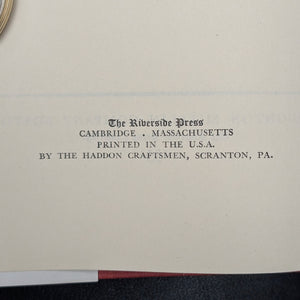 The Riverside Press
CAMBRIDGE . MASSACHUSETTS
PRINTED IN THE U.S.A.
BY THE HADDON CRAFTSMEN, SCRANTON, PA.